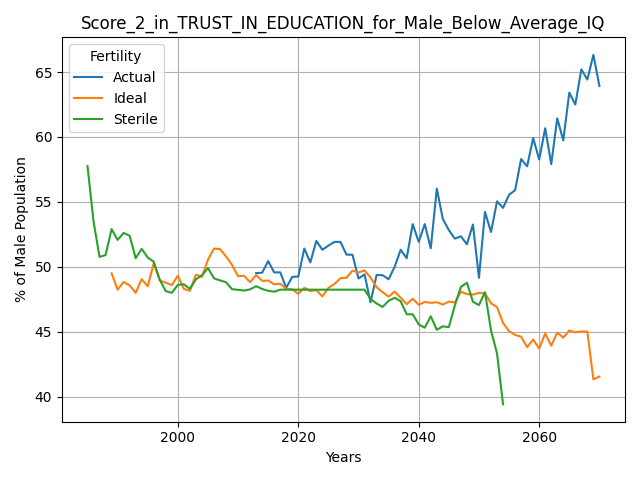 Score_2_in_TRUST_IN_EDUCATION_for_Male_Below_Average_IQ
Fertility
Actual
Ideal
Sterile
% of Male Population
65
60
55
50
45
40
2000
2020
2040
2060
Years